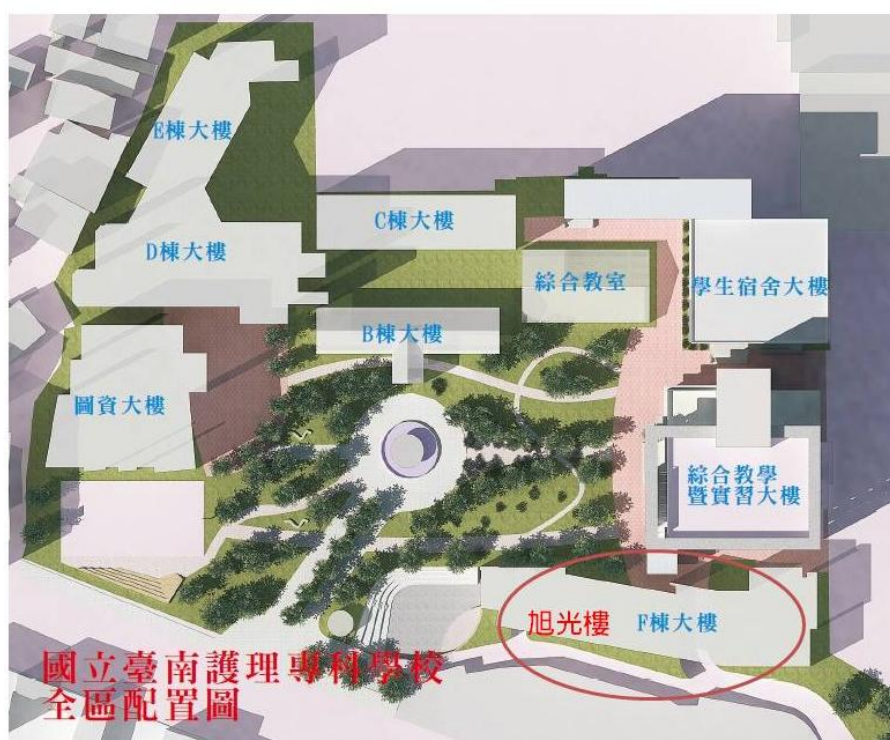 E棟大樓
C棟大樓
D棟大樓
綜合教室
學生宿舍大樓
B棟大樓
圖資大樓
綜合教學
暨實習大樓
旭光樓 F棟大樓
國立臺南護理專科學校
全區配置圖